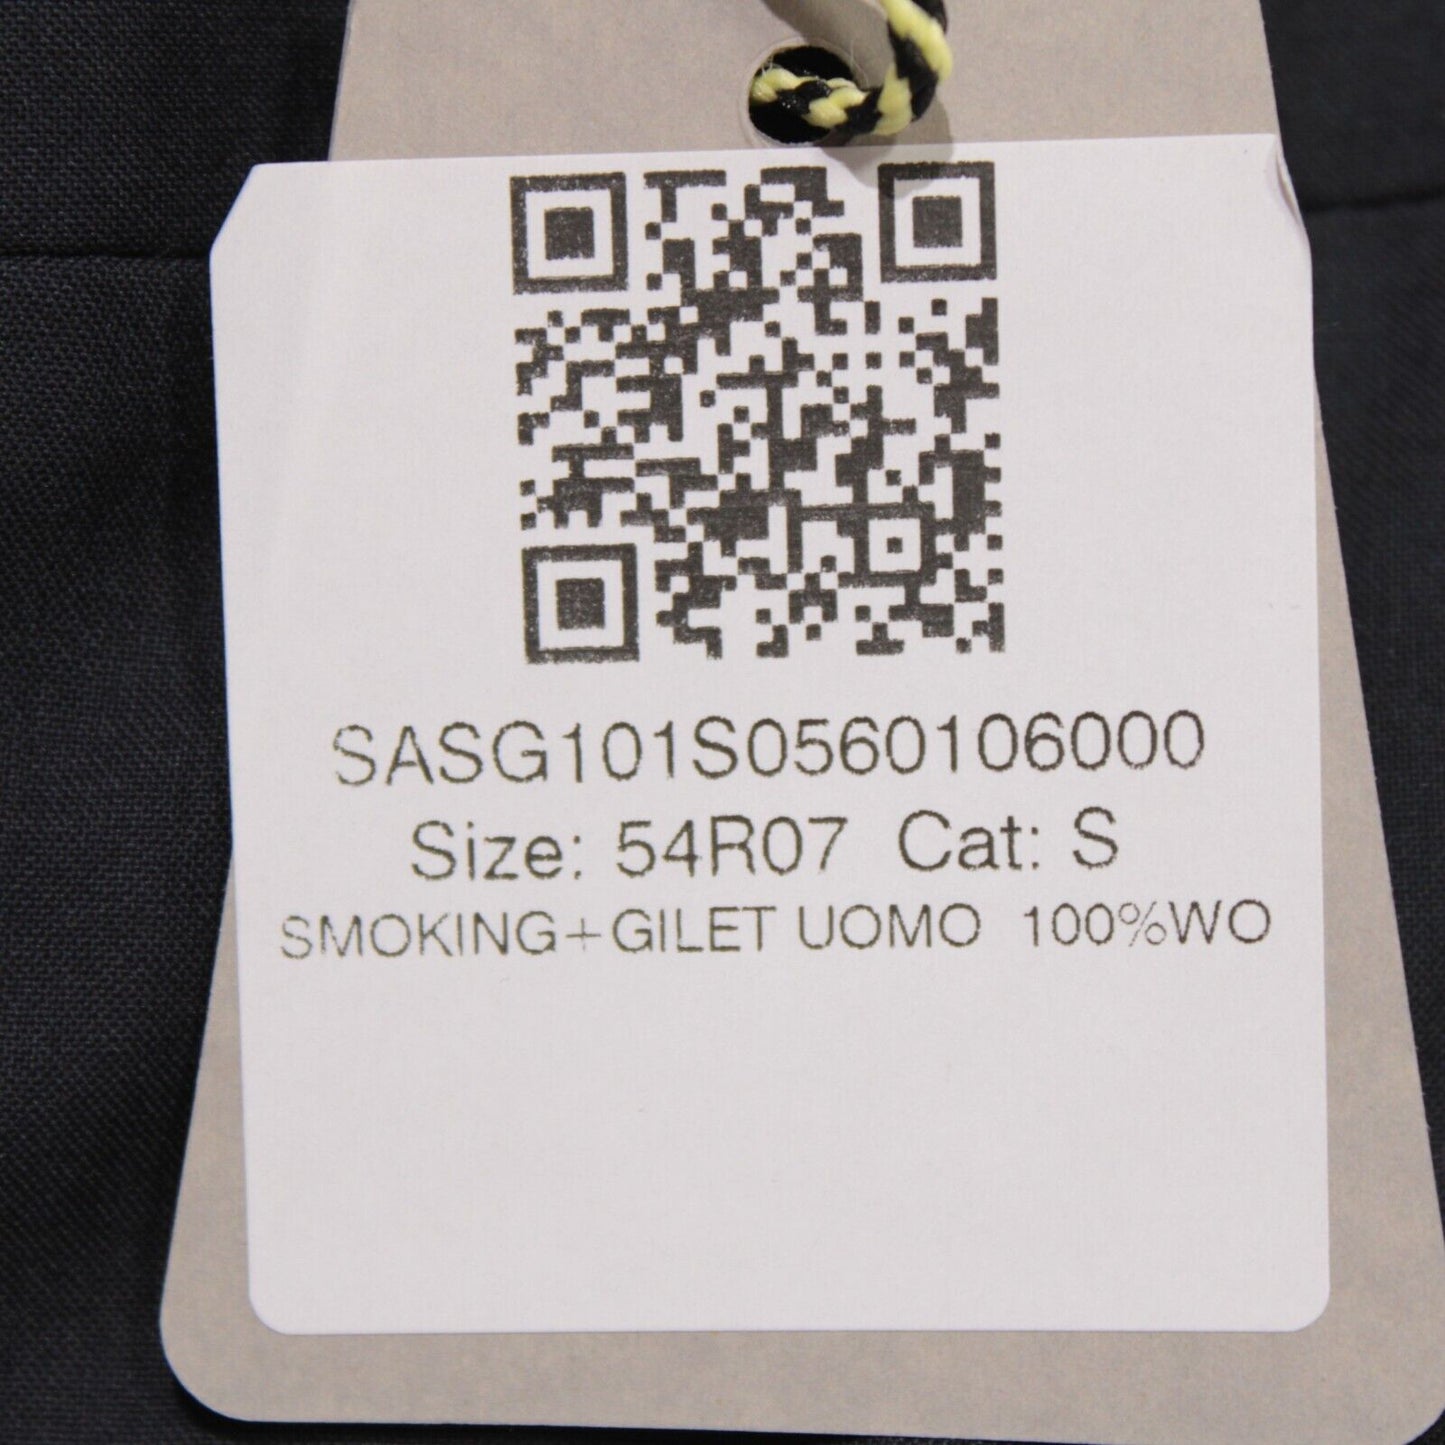 SASG101S0560106000
Size: 54R07 Cat: S
SMOKING+GILET UOMO 100%WO